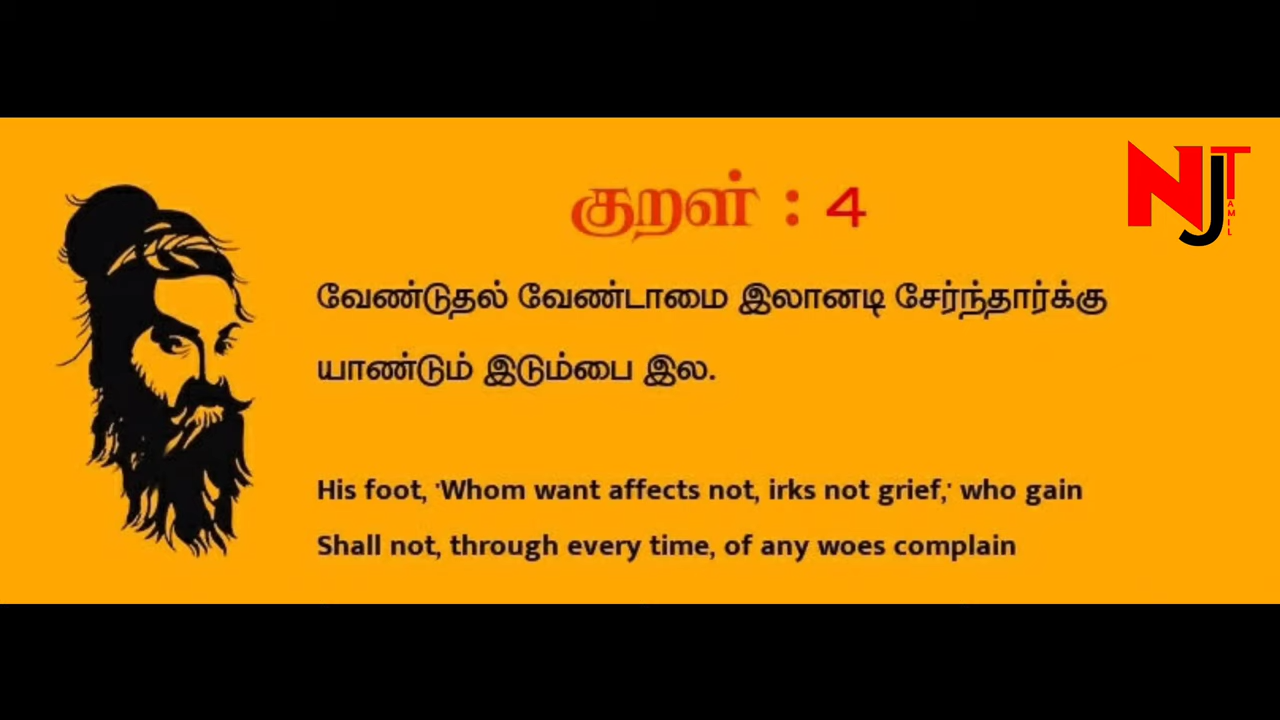 குறள் : 4
NJT
TAMIL
வேண்டுதல் வேண்டாமை இலானடி சேர்ந்தார்க்கு
யாண்டும் இடும்பை இல.
His foot, 'Whom want affects not, irks not grief,' who gain
Shall not, through every time, of any woes complain